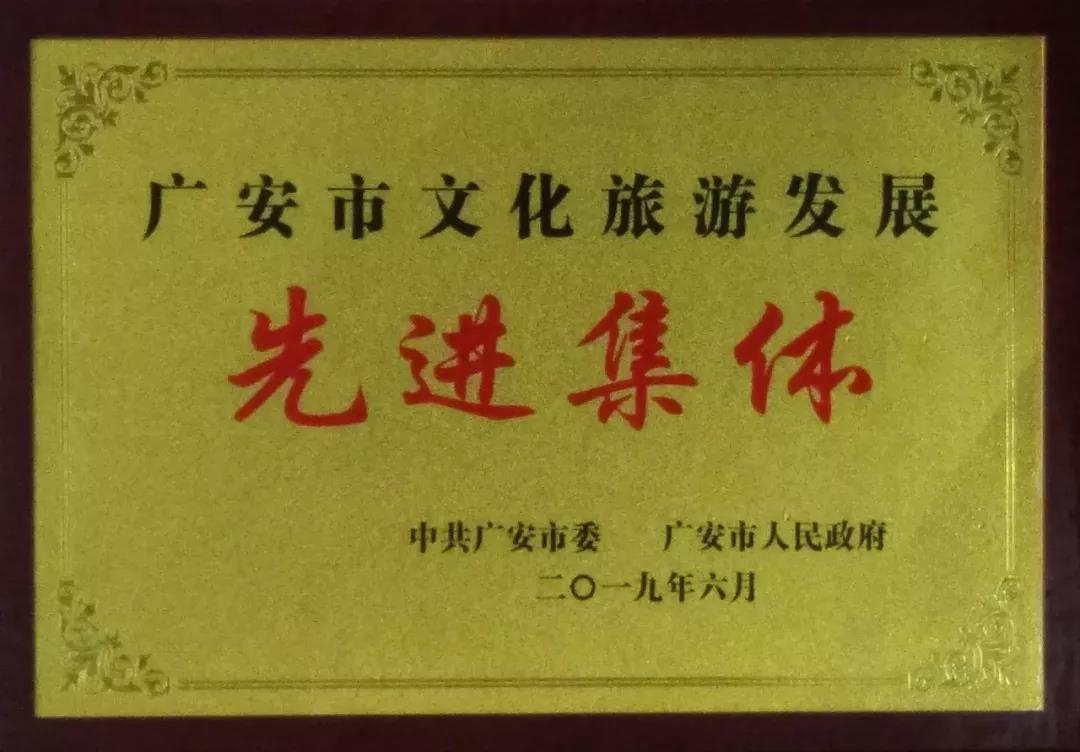 广安市文化旅游发展
先进集体
中共广安市委 广安市人民政府
二〇一九年六月